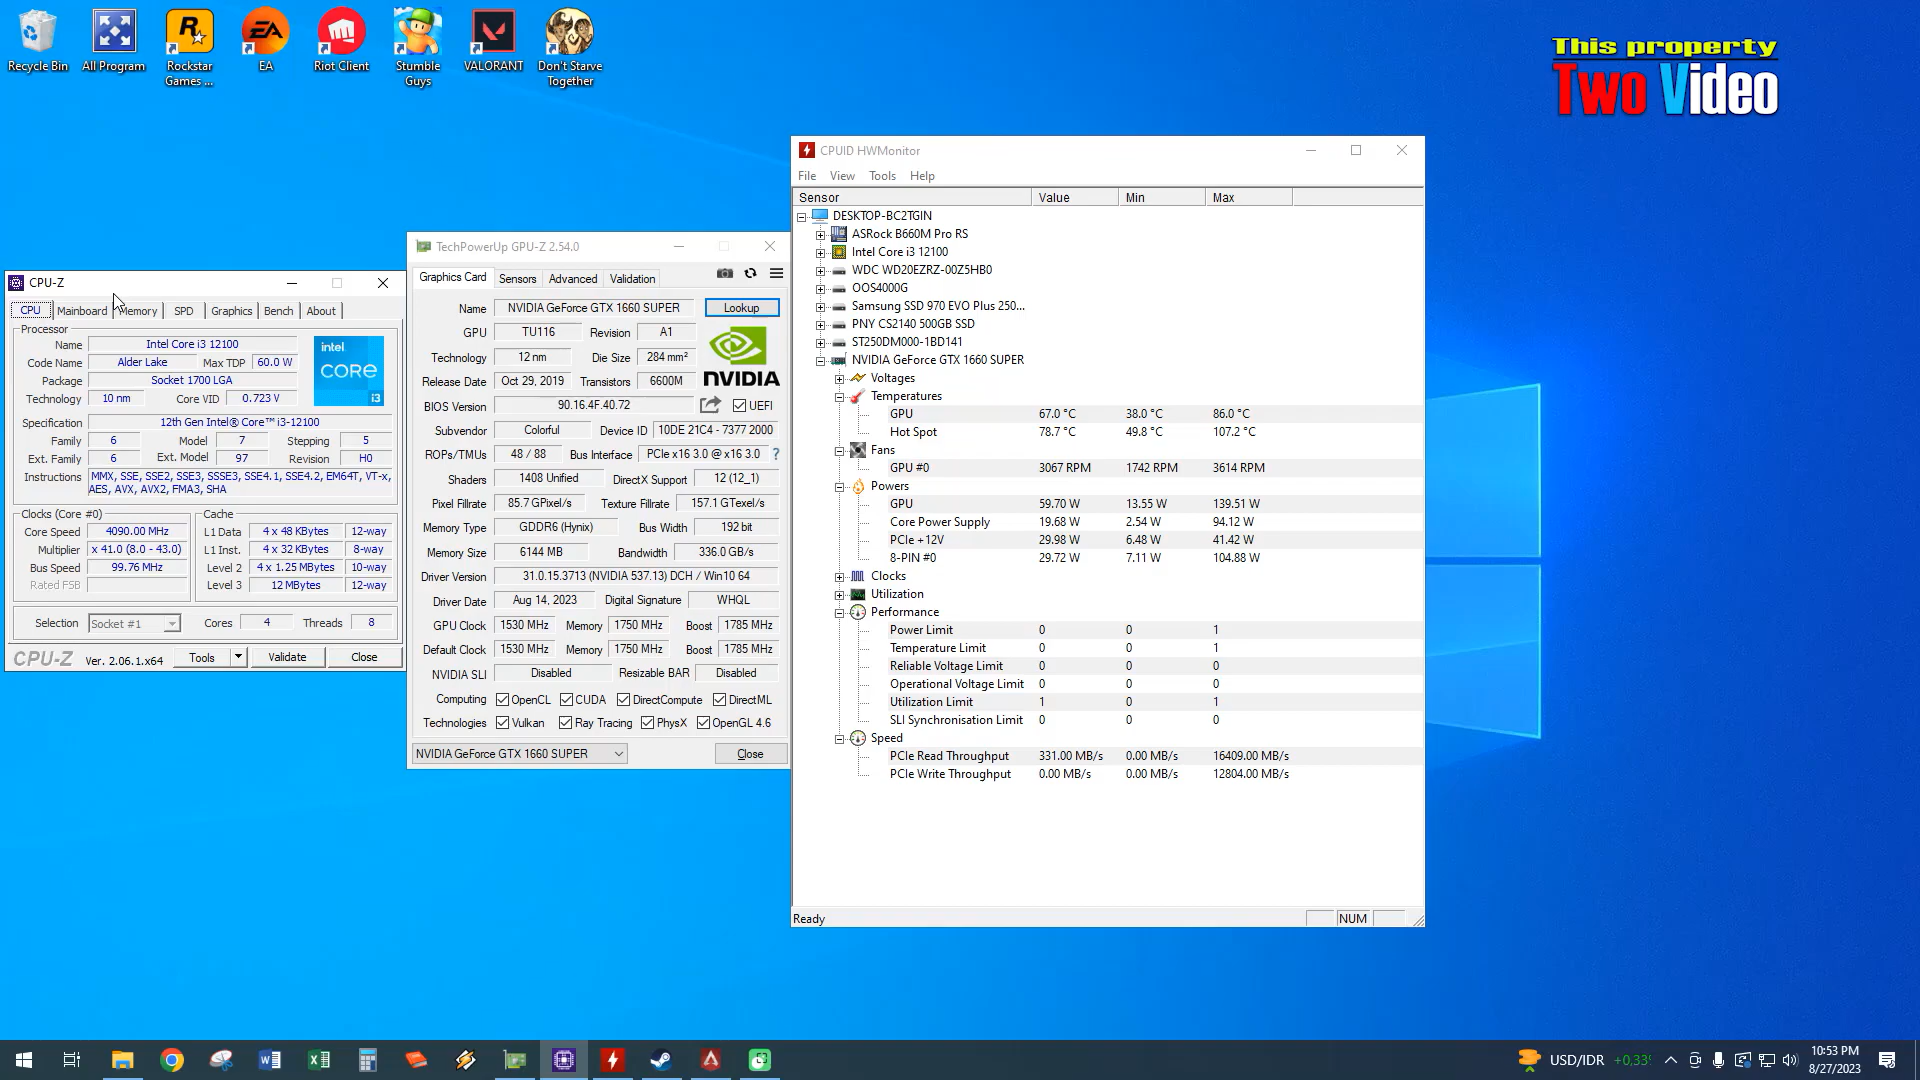 Recycle Bin
All Program
Rockstar
Games ...
EA
Riot Client
Stumble
Guys
VALORANT
Don't Starve
Together
This property
Two Video
CPU-Z
CPU Mainboard Memory SPD Graphics Bench About
Processor
Name Intel Core i3 12100
Code Name Alder Lake Max TDP 60.0 W
Package Socket 1700 LGA
Technology 10 nm Core VID 0.723 V
intel
CORE
i3
Specification 12th Gen Intel® Core™ i3-12100
Family 6 Model 7 Stepping 5
Ext. Family 6 Ext. Model 97 Revision H0
Instructions MMX, SSE, SSE2, SSE3, SSSE3, SSE4.1, SSE4.2, EM64T, VT-x,
AES, AVX, AVX2, FMA3, SHA
Clocks (Core #0)
Core Speed 4090.00 MHz
Multiplier x 41.0 (8.0 - 43.0)
Bus Speed 99.76 MHz
Rated FSB
Cache
L1 Data 4 x 48 KBytes 12-way
L1 Inst. 4 x 32 KBytes 8-way
Level 2 4 x 1.25 MBytes 10-way
Level 3 12 MBytes 12-way
Selection Socket #1 Cores 4 Threads 8
CPU-Z Ver. 2.06.1.x64 Tools Validate Close
TechPowerUp GPU-Z 2.54.0
Graphics Card Sensors Advanced Validation
Name NVIDIA GeForce GTX 1660 SUPER Lookup
GPU TU116 Revision A1
Technology 12 nm Die Size 284 mm²
Release Date Oct 29, 2019 Transistors 6600M
NVIDIA
BIOS Version 90.16.4F.40.72 UEFI
Subvendor Colorful Device ID 10DE 21C4 - 7377 2000
ROPs/TMUs 48 / 88 Bus Interface PCIe x16 3.0 @ x16 3.0 ?
Shaders 1408 Unified DirectX Support 12 (12_1)
Pixel Fillrate 85.7 GPixel/s Texture Fillrate 157.1 GTexel/s
Memory Type GDDR6 (Hynix) Bus Width 192 bit
Memory Size 6144 MB Bandwidth 336.0 GB/s
Driver Version 31.0.15.3713 (NVIDIA 537.13) DCH / Win10 64
Driver Date Aug 14, 2023 Digital Signature WHQL
GPU Clock 1530 MHz Memory 1750 MHz Boost 1785 MHz
Default Clock 1530 MHz Memory 1750 MHz Boost 1785 MHz
NVIDIA SLI Disabled Resizable BAR Disabled
Computing OpenCL CUDA DirectCompute DirectML
Technologies Vulkan Ray Tracing PhysX OpenGL 4.6
NVIDIA GeForce GTX 1660 SUPER Close
CPUID HWMonitor
File View Tools Help
Sensor Value Min Max
DESKTOP-BC2TGIN
ASRock B660M Pro RS
Intel Core i3 12100
WDC WD20EZRZ-00Z5HB0
OOS4000G
Samsung SSD 970 EVO Plus 250...
PNY CS2140 500GB SSD
ST250DM000-1BD141
NVIDIA GeForce GTX 1660 SUPER
Voltages
Temperatures
GPU 67.0 °C 38.0 °C 86.0 °C
Hot Spot 78.7 °C 49.8 °C 107.2 °C
Fans
GPU #0 3067 RPM 1742 RPM 3614 RPM
Powers
GPU 59.70 W 13.55 W 139.51 W
Core Power Supply 19.68 W 2.54 W 94.12 W
PCIe +12V 29.98 W 6.48 W 41.42 W
8-PIN #0 29.72 W 7.11 W 104.88 W
Clocks
Utilization
Performance
Power Limit 0 0 1
Temperature Limit 0 0 1
Reliable Voltage Limit 0 0 0
Operational Voltage Limit 0 0 0
Utilization Limit 1 0 1
SLI Synchronisation Limit 0 0 0
Speed
PCIe Read Throughput 331.00 MB/s 0.00 MB/s 16409.00 MB/s
PCIe Write Throughput 0.00 MB/s 0.00 MB/s 12804.00 MB/s
Ready NUM
USD/IDR +0,33%
10:53 PM
8/27/2023